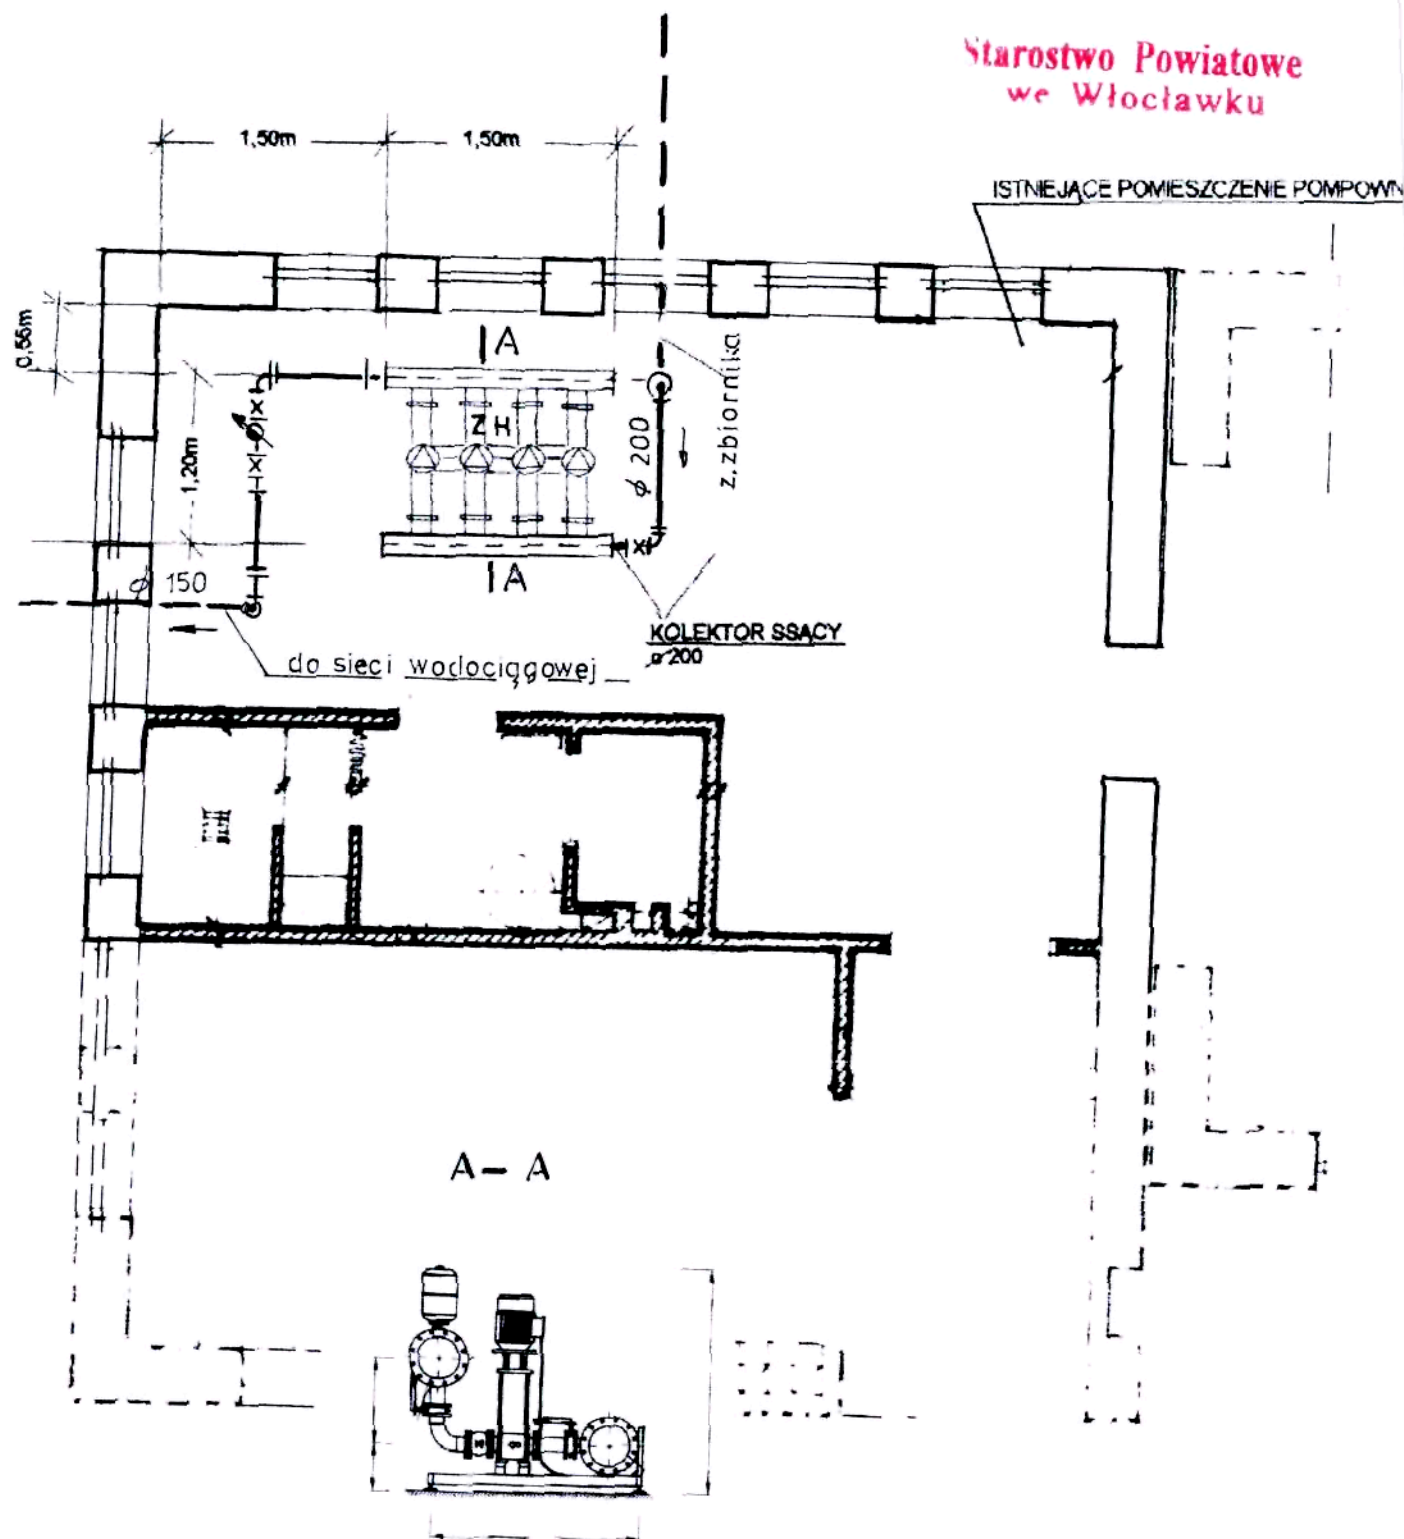 Starostwo Powiatowe
we Włocławku
1,50m
1,50m
ISTNIEJĄCE POMIESZCZENIE POMPOWN
0,55m
A
ZH
1,20m
ϕ 200
z. zbiornika
ϕ 150
A
KOLEKTOR SSĄCY
ø 200
do sieci wodociągowej
A - A